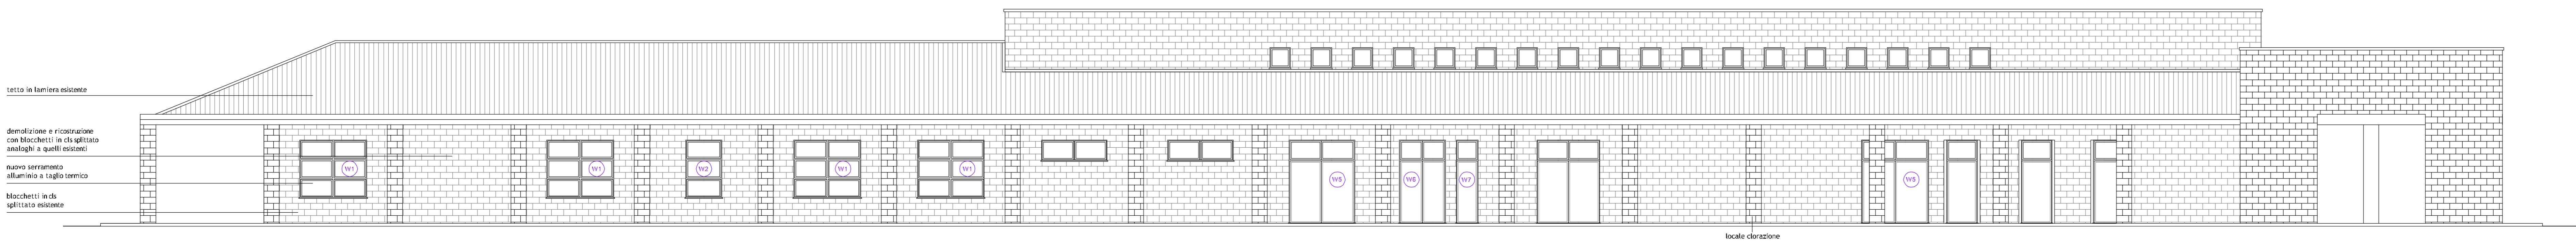 tetto in lamiera esistente
demolizione e ricostruzione
con blocchetti in cls splittato
analoghi a quelli esistenti
nuovo serramento
alluminio a taglio termico
blocchetti in cls
splittato esistente
W1
W1
W2
W1
W1
W5
W6
W7
W5
locale clorazione